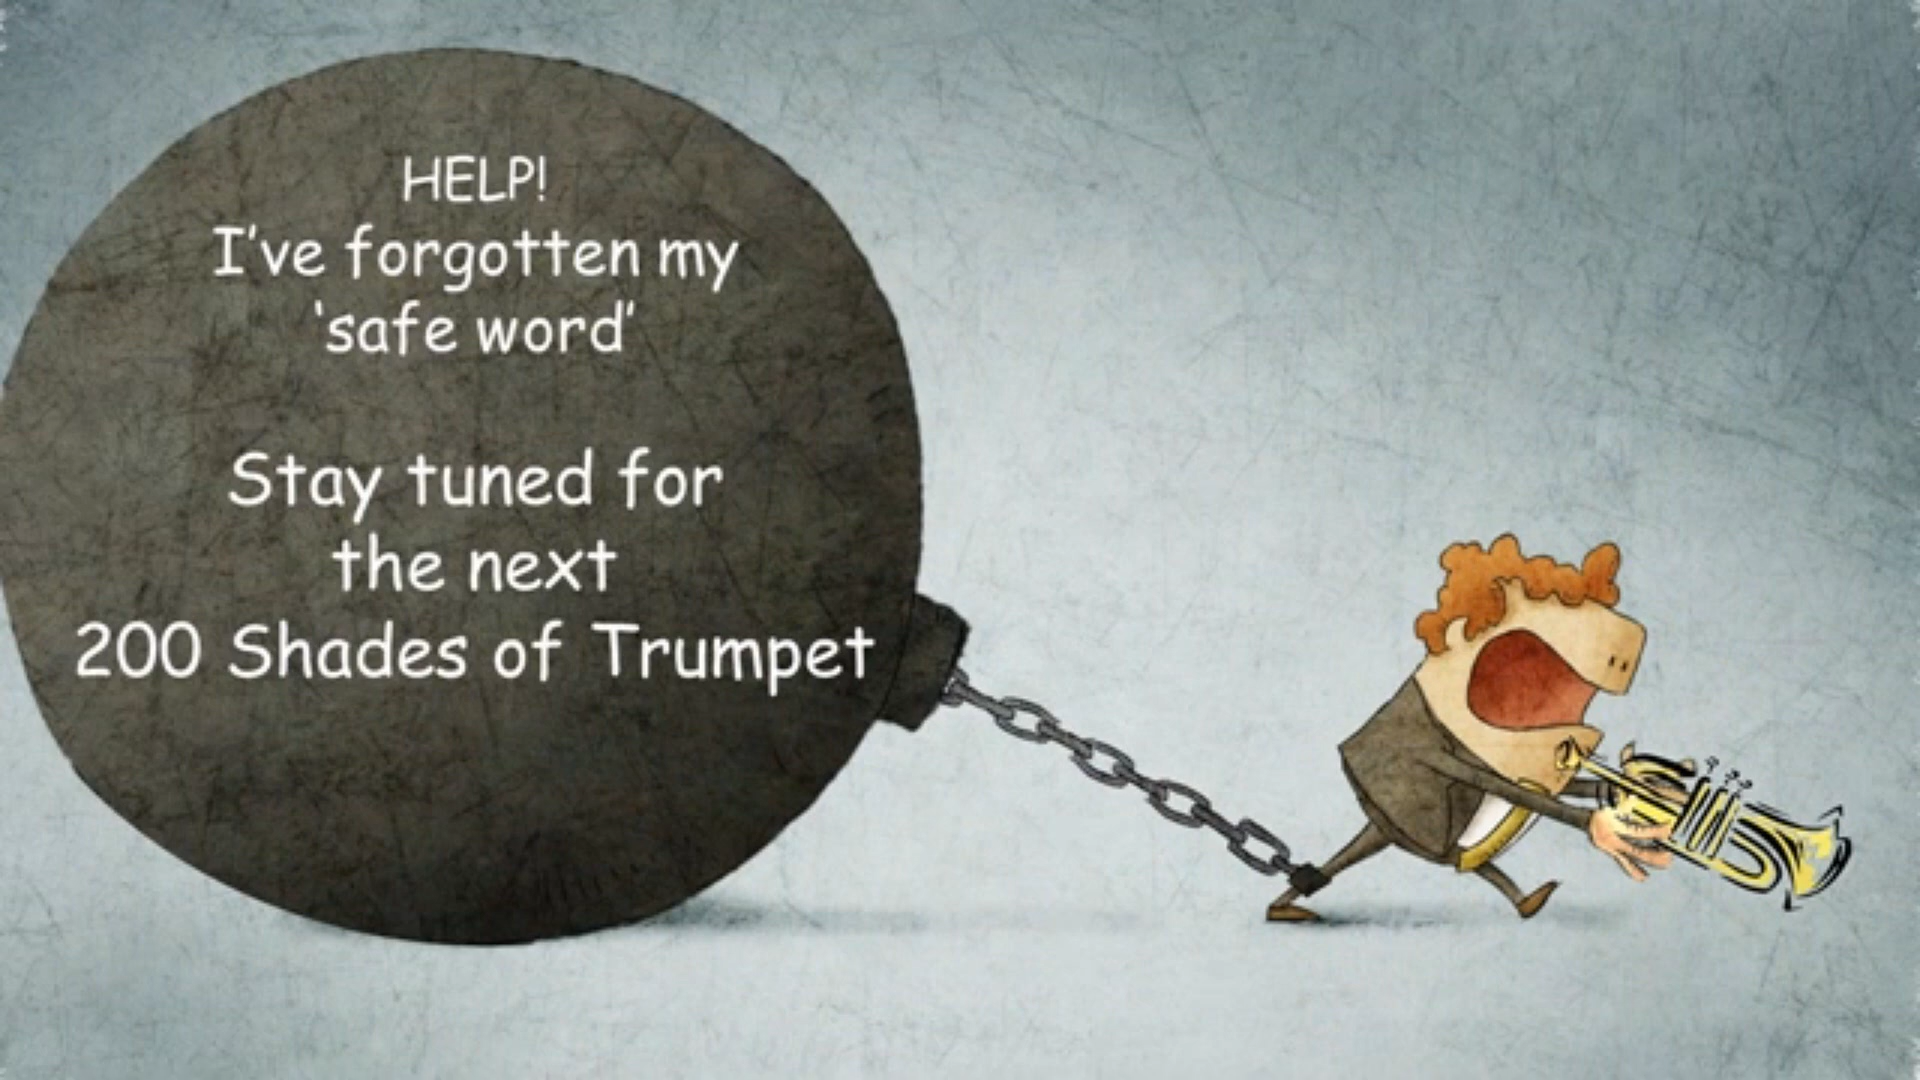 HELP!
I've forgotten my
‘safe word’
Stay tuned for
the next
200 Shades of Trumpet